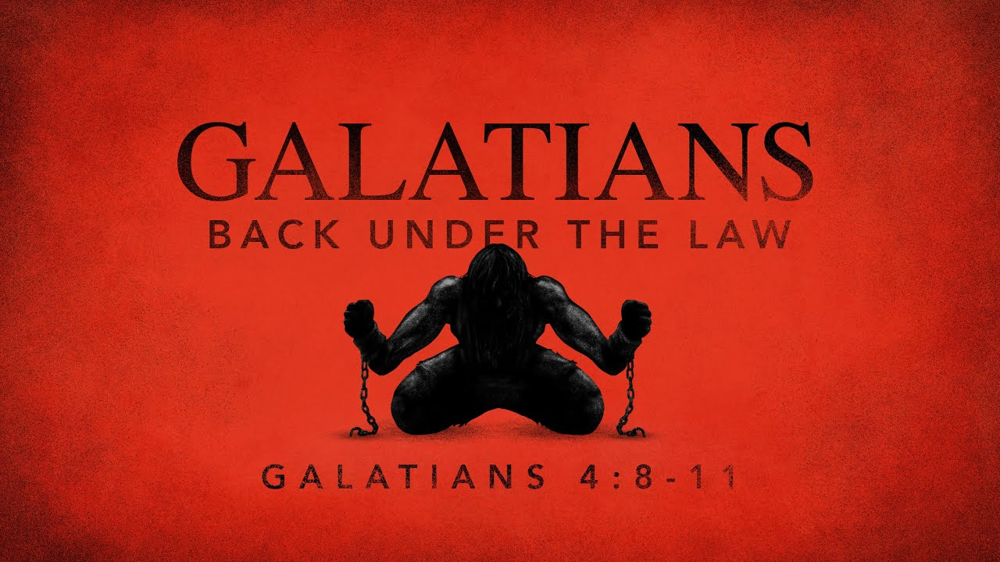 GALATIANS
BACK UNDER THE LAW
GALATIANS 4:8-11